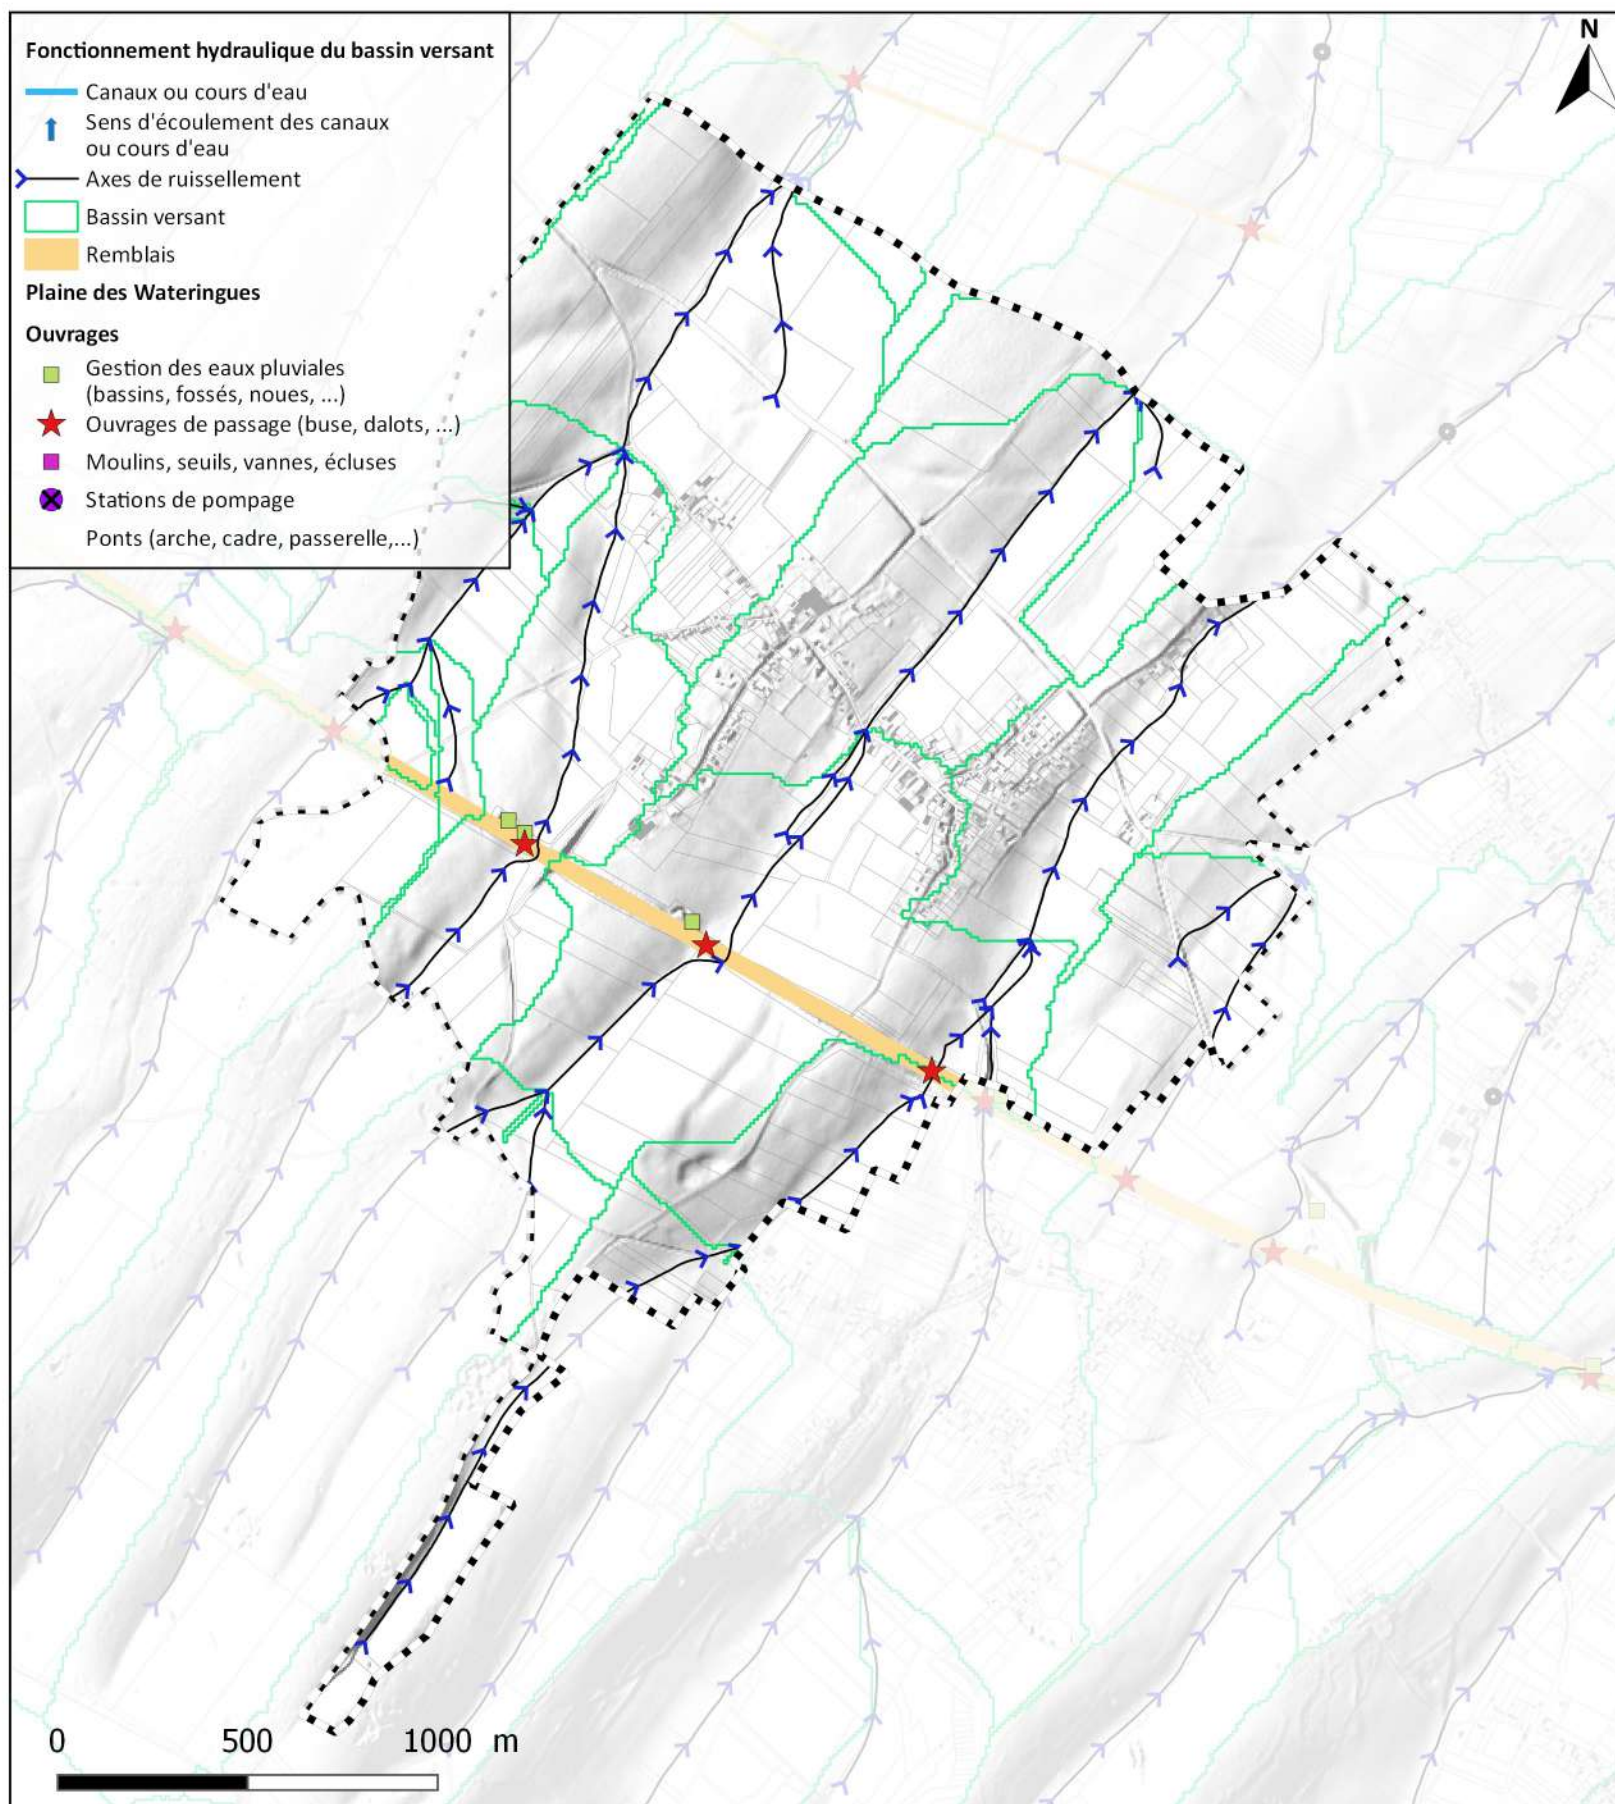 Fonctionnement hydraulique du bassin versant
Canaux ou cours d'eau
Sens d'écoulement des canaux
ou cours d'eau
Axes de ruissellement
Bassin versant
Remblais
Plaine des Wateringues
Ouvrages
Gestion des eaux pluviales
(bassins, fossés, noues, ...)
Ouvrages de passage (buse, dalots, ...)
Moulins, seuils, vannes, écluses
Stations de pompage
Ponts (arche, cadre, passerelle,...)
N
0 500 1000 m